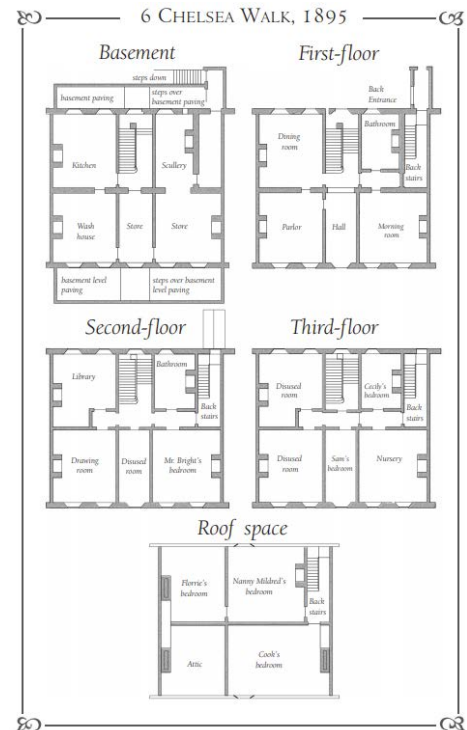 6 CHELSEA WALK, 1895
Basement
steps down
basement paving
steps over
basement paving
Kitchen
Scullery
Wash
house
Store
Store
basement level
paving
steps over basement
level paving
First-floor
Back
Entrance
Dining
room
Bathroom
Back
stairs
Parlor
Hall
Morning
room
Second-floor
Library
Bathroom
Back
stairs
Drawing
room
Disused
room
Mr. Bright's
bedroom
Third-floor
Disused
room
Cecily's
bedroom
Back
stairs
Disused
room
Sam's
bedroom
Nursery
Roof space
Florrie's
bedroom
Nanny Mildred's
bedroom
Back
stairs
Attic
Cook's
bedroom